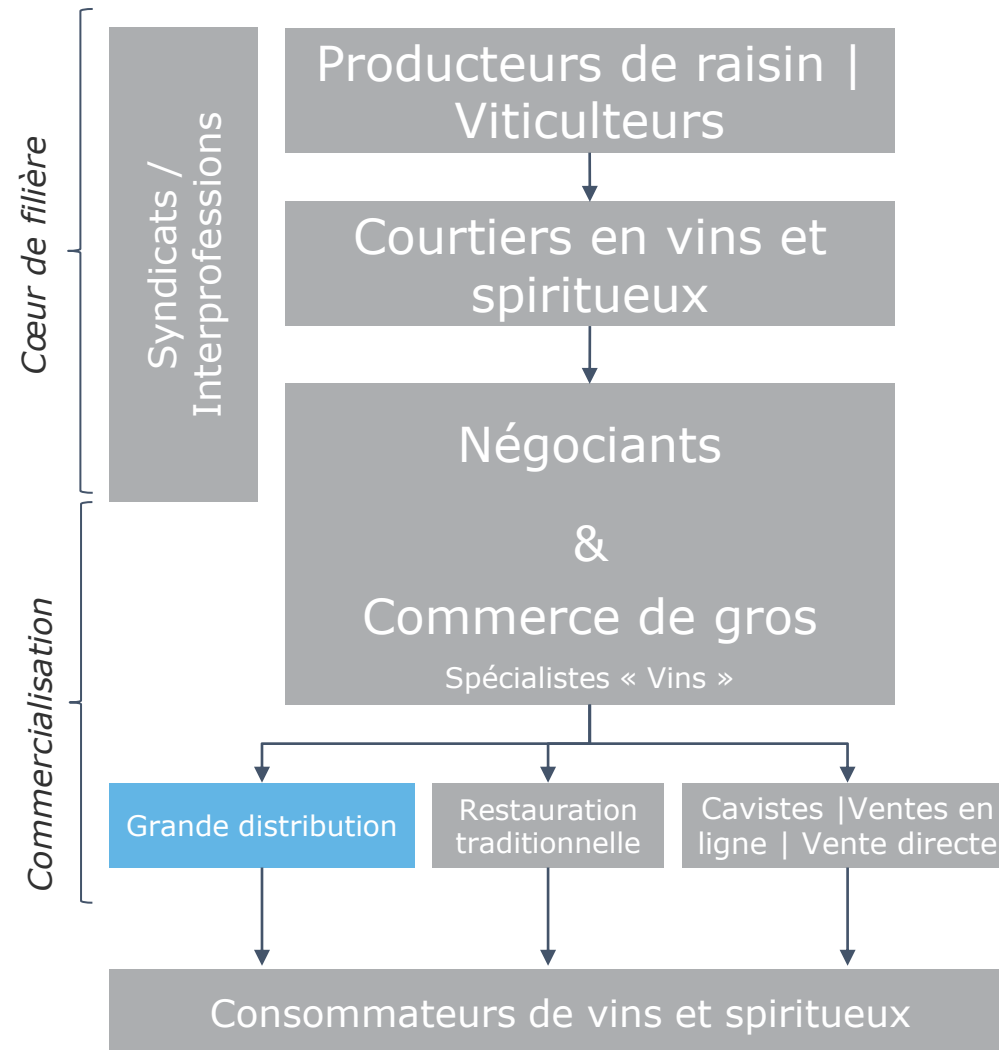 Cœur de filière
Syndicats /
Interprofessions
Producteurs de raisin |
Viticulteurs
Courtiers en vins et
spiritueux
Négociants
&
Commerce de gros
Spécialistes « Vins »
Commercialisation
Grande distribution
Restauration
traditionnelle
Cavistes |Ventes en
ligne | Vente directe
Consommateurs de vins et spiritueux